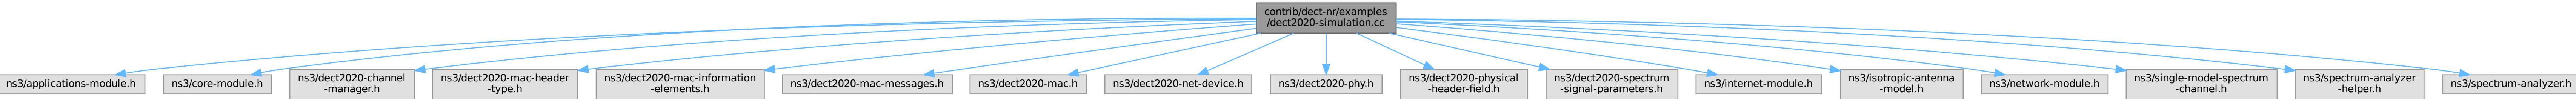 contrib/dect-nr/examples
/dect2020-simulation.cc
ns3/applications-module.h
ns3/core-module.h
ns3/dect2020-channel
-manager.h
ns3/dect2020-mac-header
-type.h
ns3/dect2020-mac-information
-elements.h
ns3/dect2020-mac-messages.h
ns3/dect2020-mac.h
ns3/dect2020-net-device.h
ns3/dect2020-phy.h
ns3/dect2020-physical
-header-field.h
ns3/dect2020-spectrum
-signal-parameters.h
ns3/internet-module.h
ns3/isotropic-antenna
-model.h
ns3/network-module.h
ns3/single-model-spectrum
-channel.h
ns3/spectrum-analyzer
-helper.h
ns3/spectrum-analyzer.h